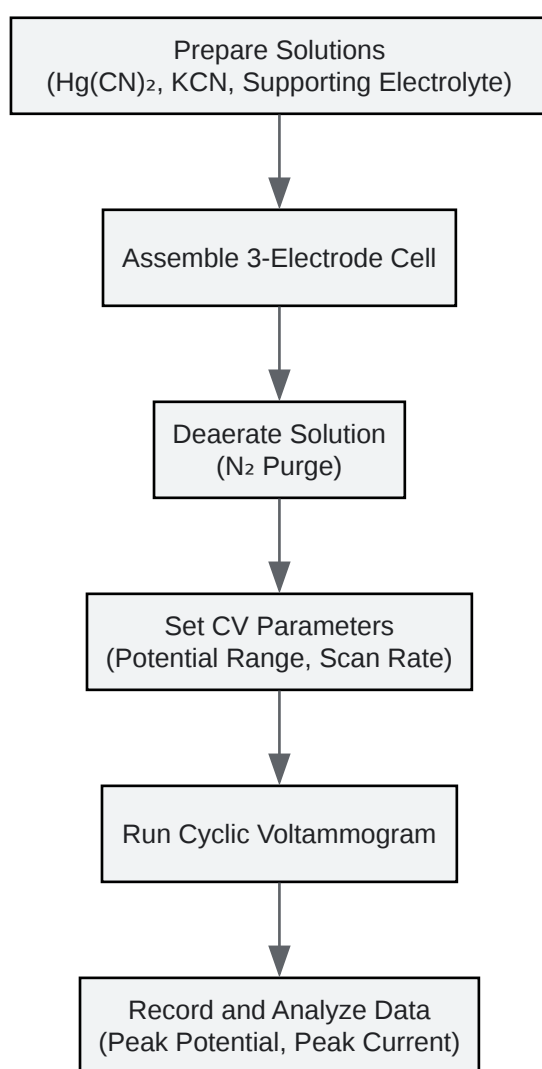 Prepare Solutions
(Hg(CN)₂, KCN, Supporting Electrolyte)
Assemble 3-Electrode Cell
Deaerate Solution
(N₂ Purge)
Set CV Parameters
(Potential Range, Scan Rate)
Run Cyclic Voltammogram
Record and Analyze Data
(Peak Potential, Peak Current)